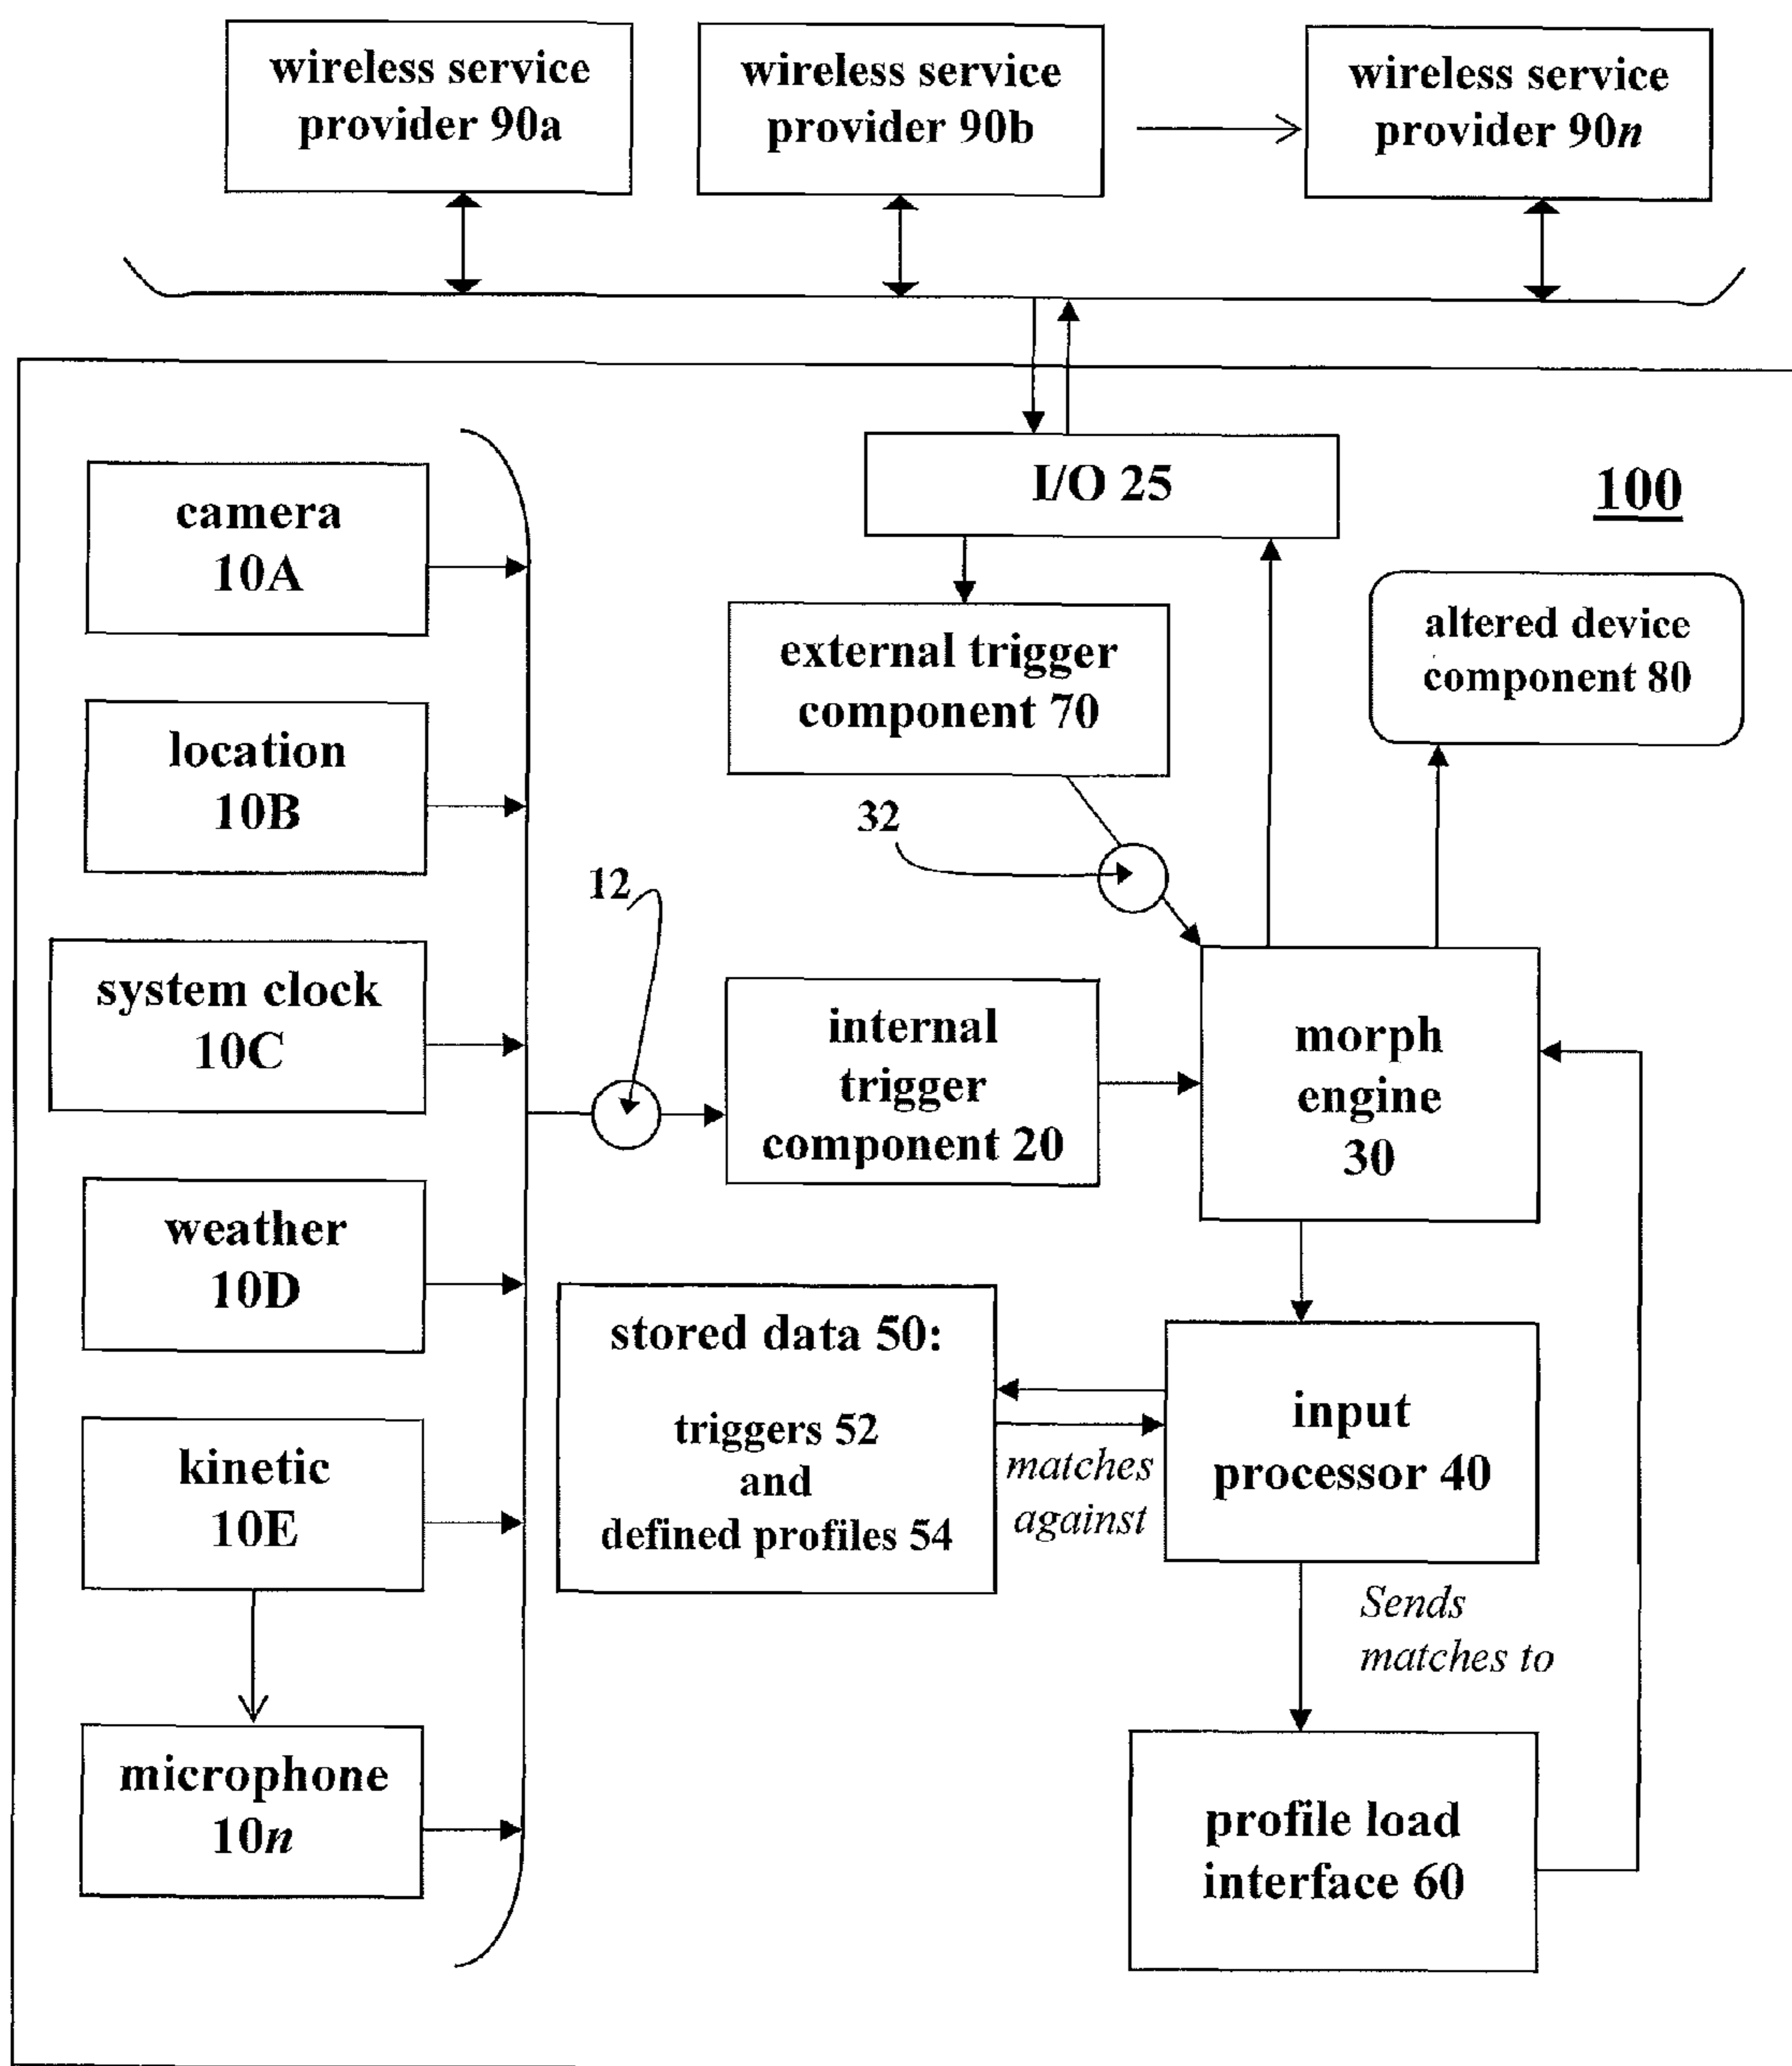 wireless service
provider 90a
wireless service
provider 90b
wireless service
provider 90n
I/O 25
100
camera
10A
altered device
component 80
external trigger
component 70
location
10B
32
12
system clock
10C
internal
trigger
component 20
morph
engine
30
weather
10D
stored data 50:
triggers 52
and
defined profiles 54
matches
against
input
processor 40
kinetic
10E
Sends
matches to
microphone
10n
profile load
interface 60